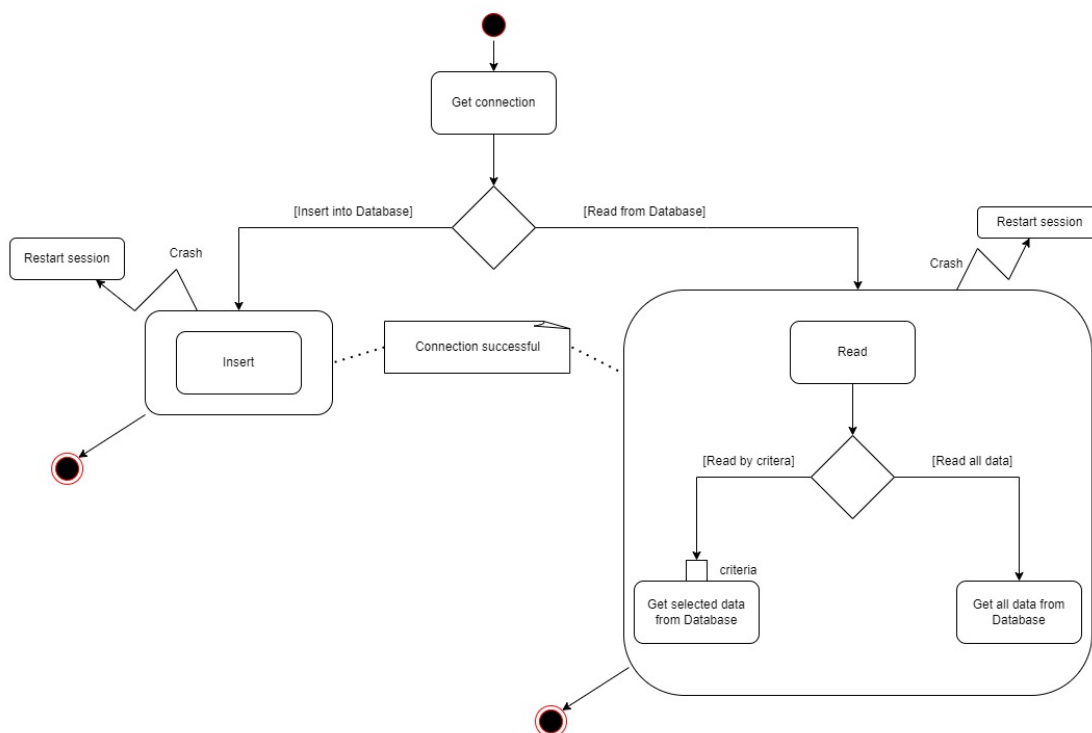 Get connection
[Insert into Database]
[Read from Database]
Restart session
Crash
Restart session
Crash
Insert
Connection successful
Read
[Read by critera]
[Read all data]
criteria
Get selected data
from Database
Get all data from
Database